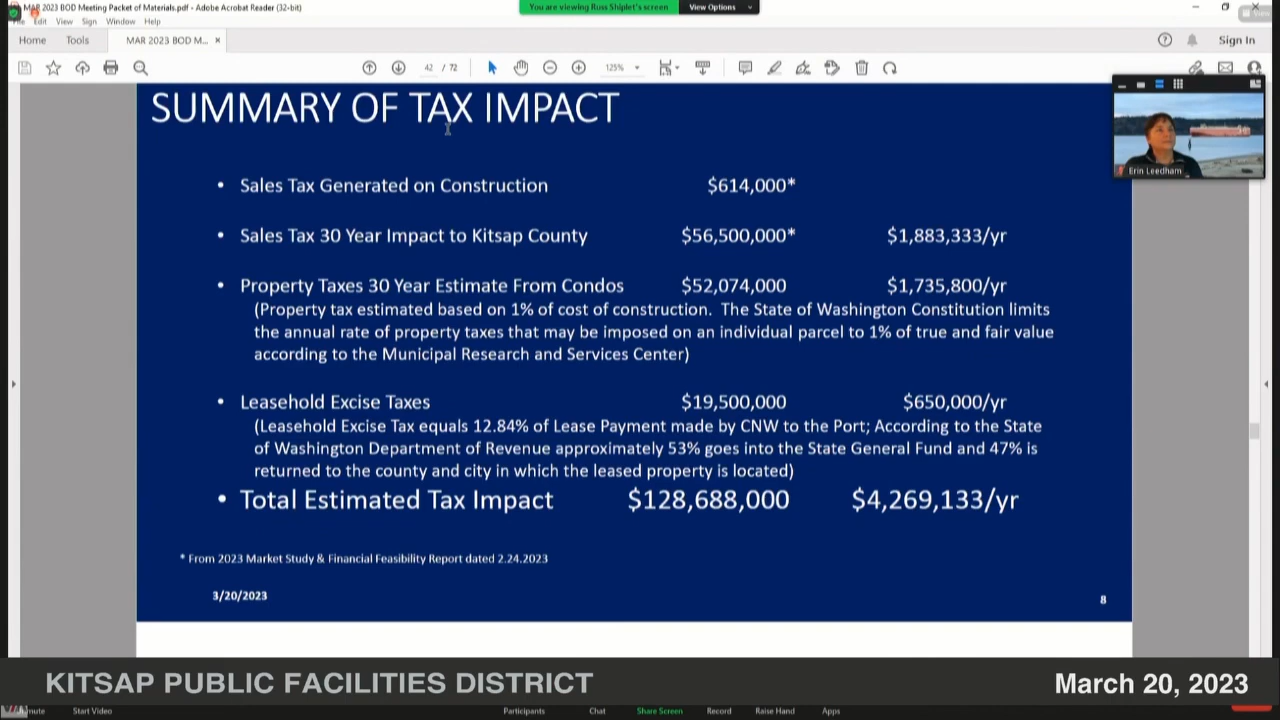 MAR 2023 BOD Meeting Packet of Materials.pdf - Adobe Acrobat Reader (32-bit)
You are viewing Russ Shiplet's screen
View Options
View
File Edit View Sign Window Help
Home Tools MAR 2023 BOD M... × Sign In
42 / 72 125%
SUMMARY OF TAX IMPACT
Erin Leedham
• Sales Tax Generated on Construction $614,000*
• Sales Tax 30 Year Impact to Kitsap County $56,500,000* $1,883,333/yr
• Property Taxes 30 Year Estimate From Condos $52,074,000 $1,735,800/yr
(Property tax estimated based on 1% of cost of construction. The State of Washington Constitution limits
the annual rate of property taxes that may be imposed on an individual parcel to 1% of true and fair value
according to the Municipal Research and Services Center)
• Leasehold Excise Taxes $19,500,000 $650,000/yr
(Leasehold Excise Tax equals 12.84% of Lease Payment made by CNW to the Port; According to the State
of Washington Department of Revenue approximately 53% goes into the State General Fund and 47% is
returned to the county and city in which the leased property is located)
• Total Estimated Tax Impact $128,688,000 $4,269,133/yr
* From 2023 Market Study & Financial Feasibility Report dated 2.24.2023
3/20/2023 8
KITSAP PUBLIC FACILITIES DISTRICT March 20, 2023
Start Video Participants Chat Share Screen Record Raise Hand Apps